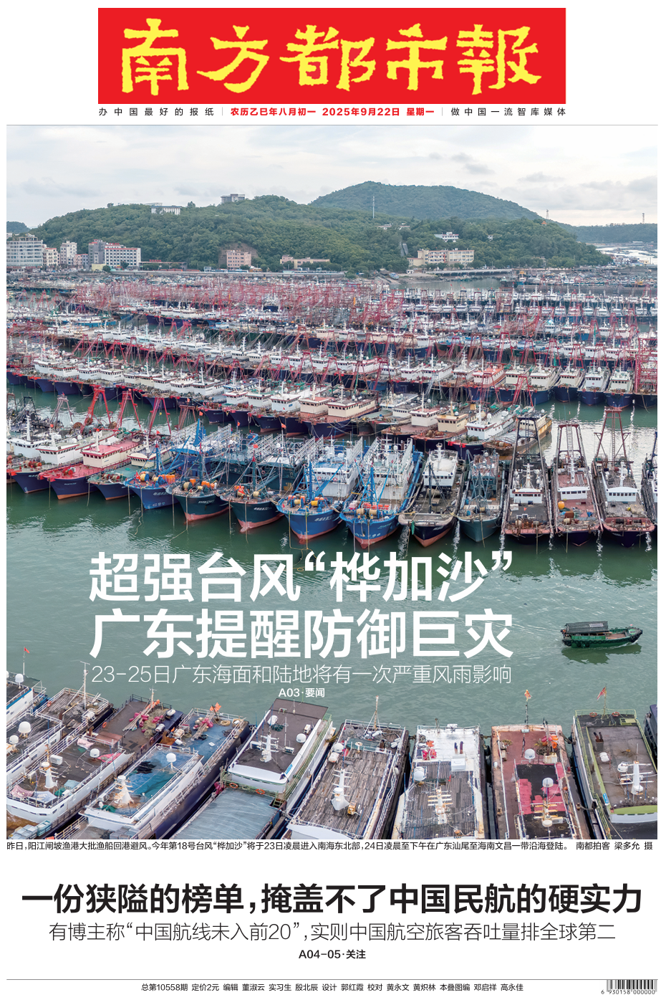 南方都市報
办中国最好的报纸 农历乙巳年八月初一 2025年9月22日 星期一 做中国一流智库媒体
超强台风“桦加沙”
广东提醒防御巨灾
23-25日广东海面和陆地将有一次严重风雨影响
A03·要闻
昨日,阳江闸坡渔港大批渔船回港避风。今年第18号台风“桦加沙”将于23日凌晨进入南海东北部,24日凌晨至下午在广东汕尾至海南文昌一带沿海登陆。 南都拍客 梁多允 摄
一份狭隘的榜单,掩盖不了中国民航的硬实力
有博主称“中国航线未入前20”,实则中国航空旅客吞吐量排全球第二
A04-05·关注
总第10558期 定价2元 编辑 董淑云 实习生 殷北辰 设计 郭红霞 校对 黄永文 黄炽林 本叠图编 邓启祥 高永佳
6 930158 000000